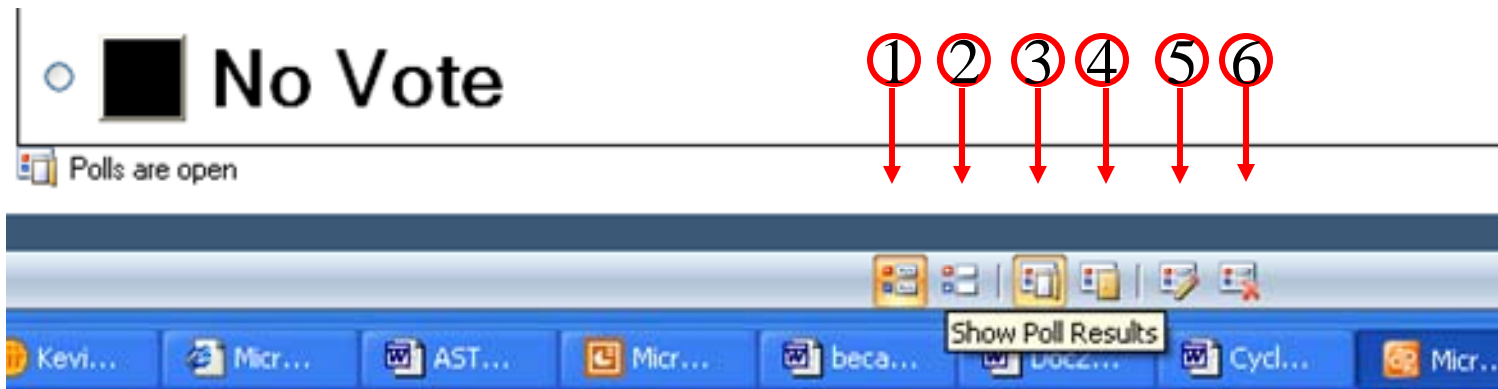 1 2 3 4 5 6
No Vote
Polls are open
Show Poll Results
Kevi... Micr... AST... Micr... beca... Cycl... Micr...